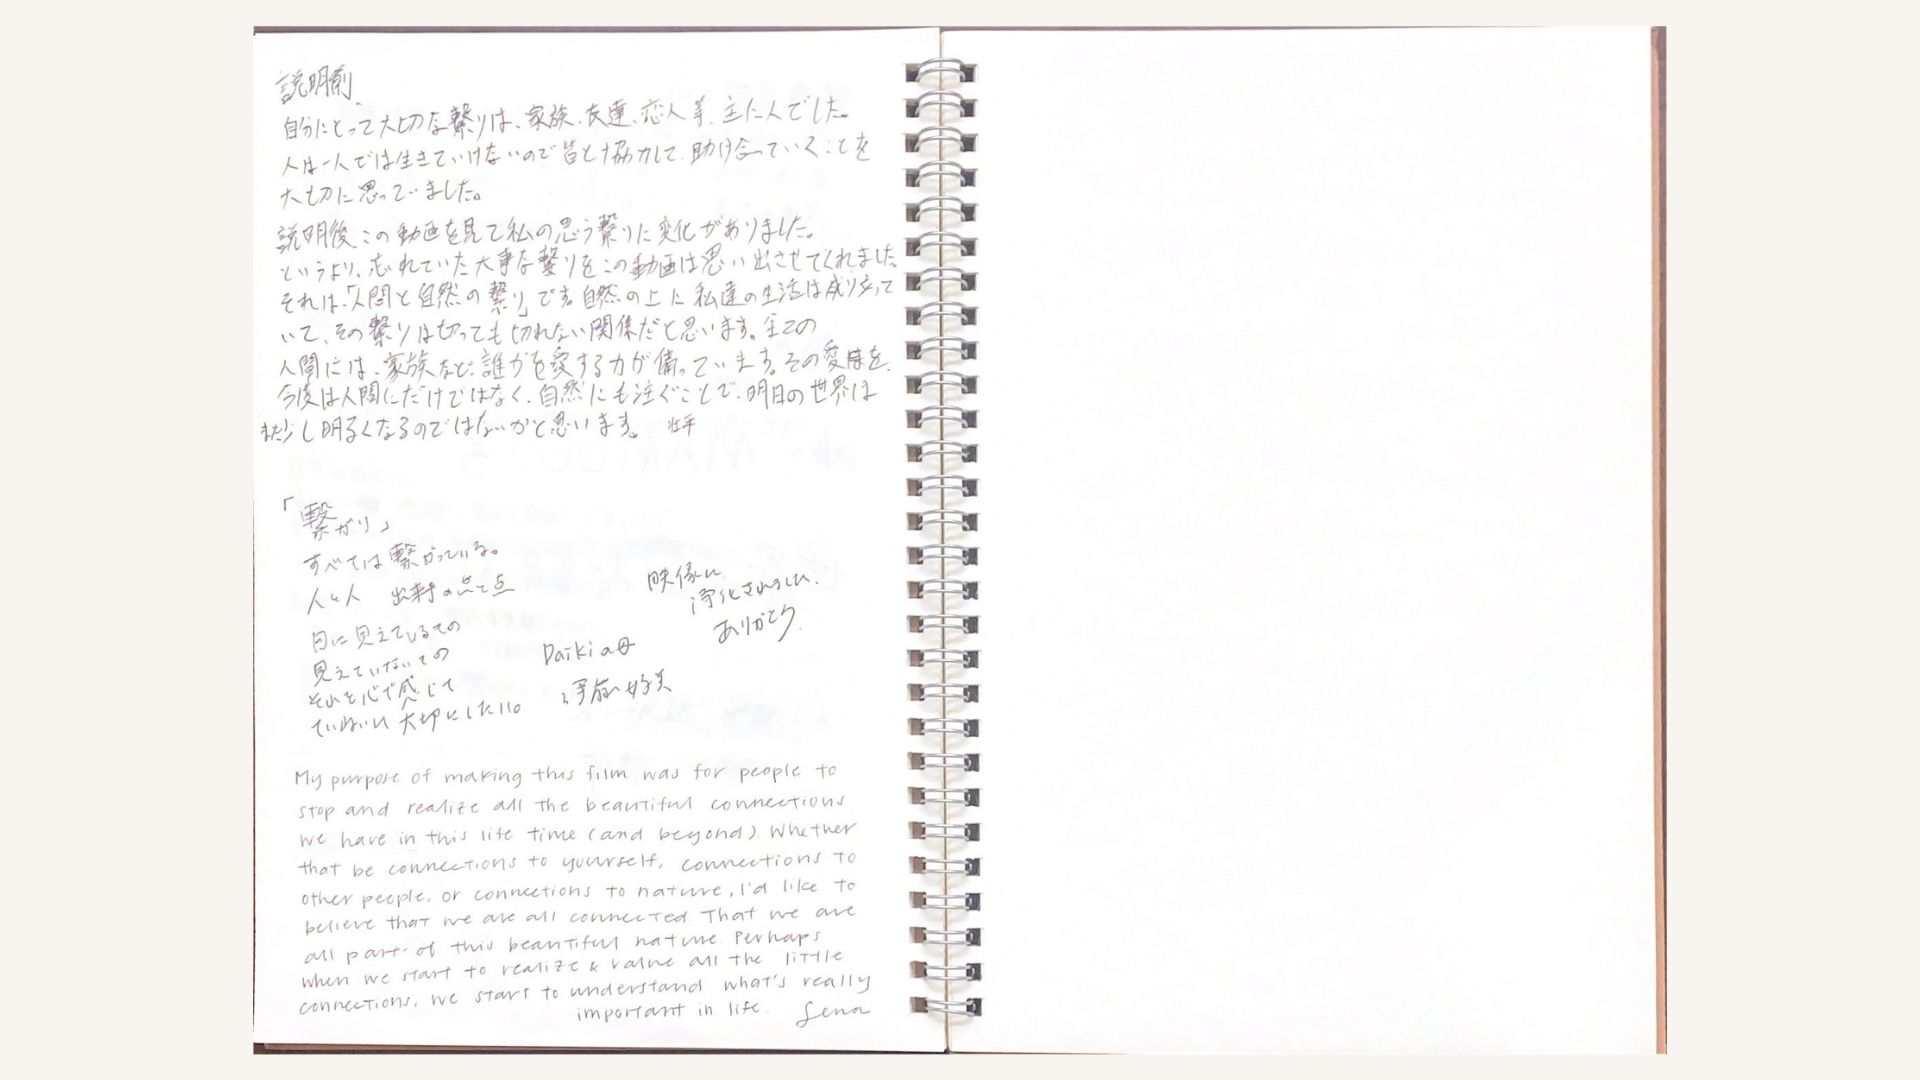 説明前、
自分にとって大切な繋りは、家族、友達、恋人等、主に人でした。
人は一人では生きていけないので皆と協力して、助け合っていくことを
大切に思っていました。
説明後、この動画を見て私の思う繋りに変化がありました。
というより、忘れていた大事な繋りをこの動画は思い出させてくれました。
それは、「人間と自然の繋り」です。自然の上に私達の生活は成り立って
いて、その繋りは切っても切れない関係だと思います。全ての
人間には、家族など、誰かを愛する力が備っています。その愛情を、
今度は人間にだけではなく、自然にも注ぐことで、明日の世界は
また少し明るくなるのではないかと思います。
「繋がり」
すべては繋がっている。
人と人 出来事の点と点
目に見えているもの
見えていないもの
それを心で感じて
ていねいに大切にしたい。
映像に
浄化されました.
ありがとう.
Daikiの母
My purpose of making this film was for people to
stop and realize all the beautiful connections
we have in this life time (and beyond). Whether
that be connections to yourself, connections to
other people, or connections to nature, I'd like to
believe that we are all connected. That we are
all part of this beautiful nature. Perhaps
when we start to realize & value all the little
connections, we start to understand what's really
important in life. Sena